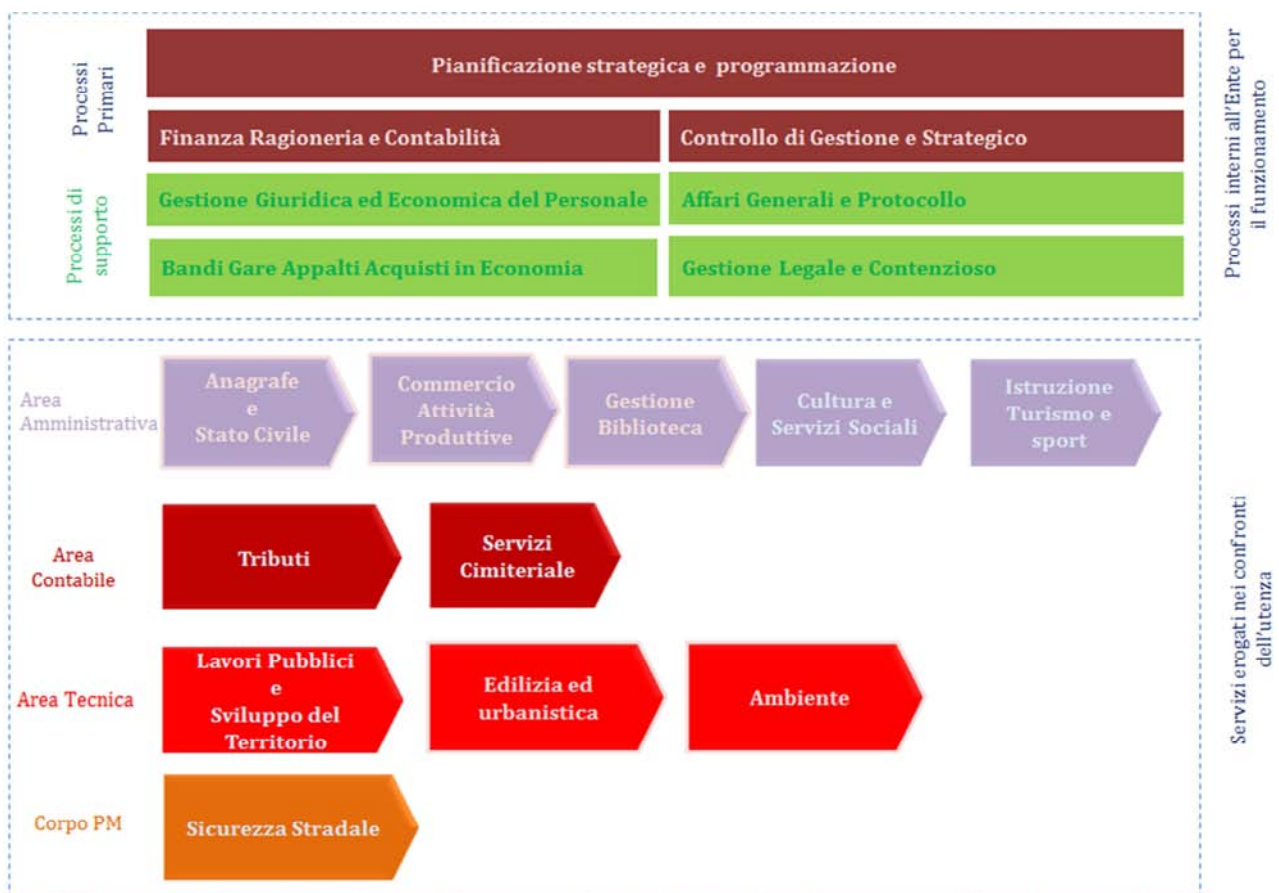 Processi
Primari
Pianificazione strategica e programmazione
Finanza Ragioneria e Contabilità
Controllo di Gestione e Strategico
Processi di
supporto
Gestione Giuridica ed Economica del Personale
Affari Generali e Protocollo
Bandi Gare Appalti Acquisti in Economia
Gestione Legale e Contenzioso
Processi interni all'Ente per
il funzionamento
Area
Amministrativa
Anagrafe
e
Stato Civile
Commercio
Attività
Produttive
Gestione
Biblioteca
Cultura e
Servizi Sociali
Istruzione
Turismo e
sport
Area
Contabile
Tributi
Servizi
Cimiteriale
Area Tecnica
Lavori Pubblici
e
Sviluppo del
Territorio
Edilizia ed
urbanistica
Ambiente
Corpo PM
Sicurezza Stradale
Servizi erogati nei confronti
dell'utenza